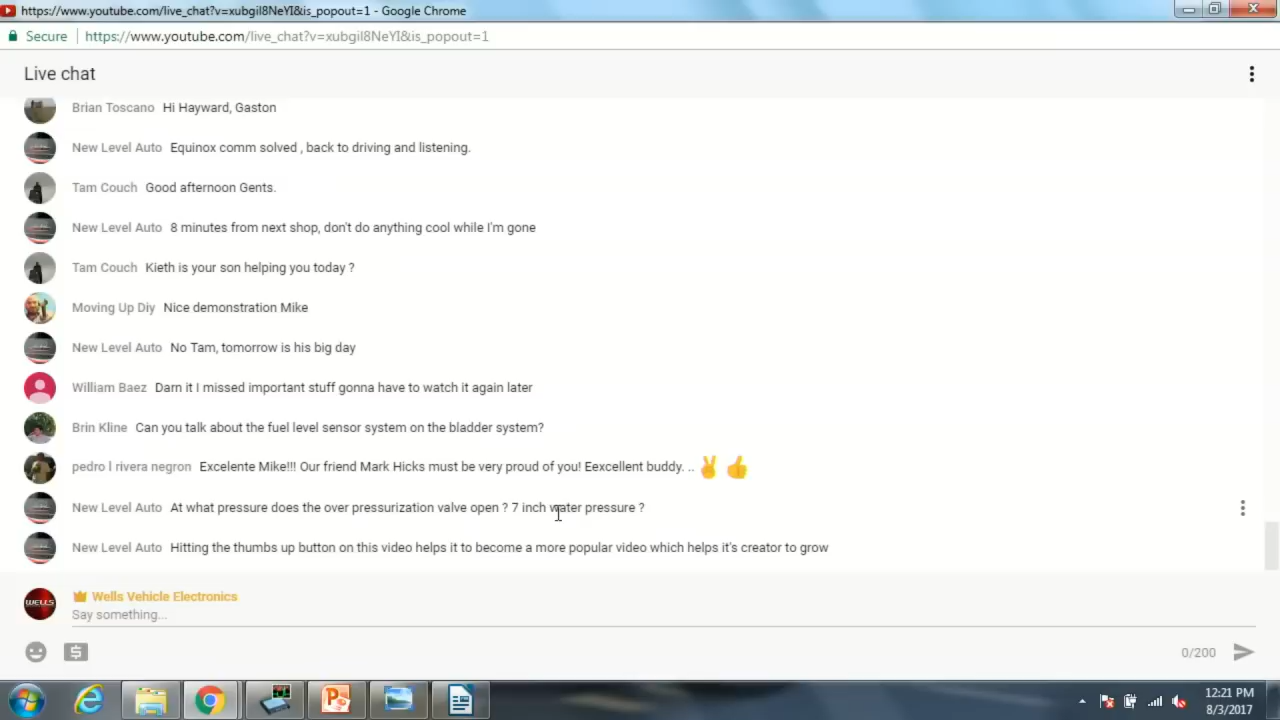 https://www.youtube.com/live_chat?v=xubgil8NeYI&is_popout=1 - Google Chrome
Secure https://www.youtube.com/live_chat?v=xubgil8NeYI&is_popout=1
Live chat
Brian Toscano Hi Hayward, Gaston
New Level Auto Equinox comm solved , back to driving and listening.
Tam Couch Good afternoon Gents.
New Level Auto 8 minutes from next shop, don't do anything cool while I'm gone
Tam Couch Kieth is your son helping you today ?
Moving Up Diy Nice demonstration Mike
New Level Auto No Tam, tomorrow is his big day
William Baez Darn it I missed important stuff gonna have to watch it again later
Brin Kline Can you talk about the fuel level sensor system on the bladder system?
pedro l rivera negron Excelente Mike!!! Our friend Mark Hicks must be very proud of you! Eexcellent buddy. .. ✌👍
New Level Auto At what pressure does the over pressurization valve open ? 7 inch water pressure ?
New Level Auto Hitting the thumbs up button on this video helps it to become a more popular video which helps it's creator to grow
WELLS Wells Vehicle Electronics
Say something...
0/200
12:21 PM
8/3/2017